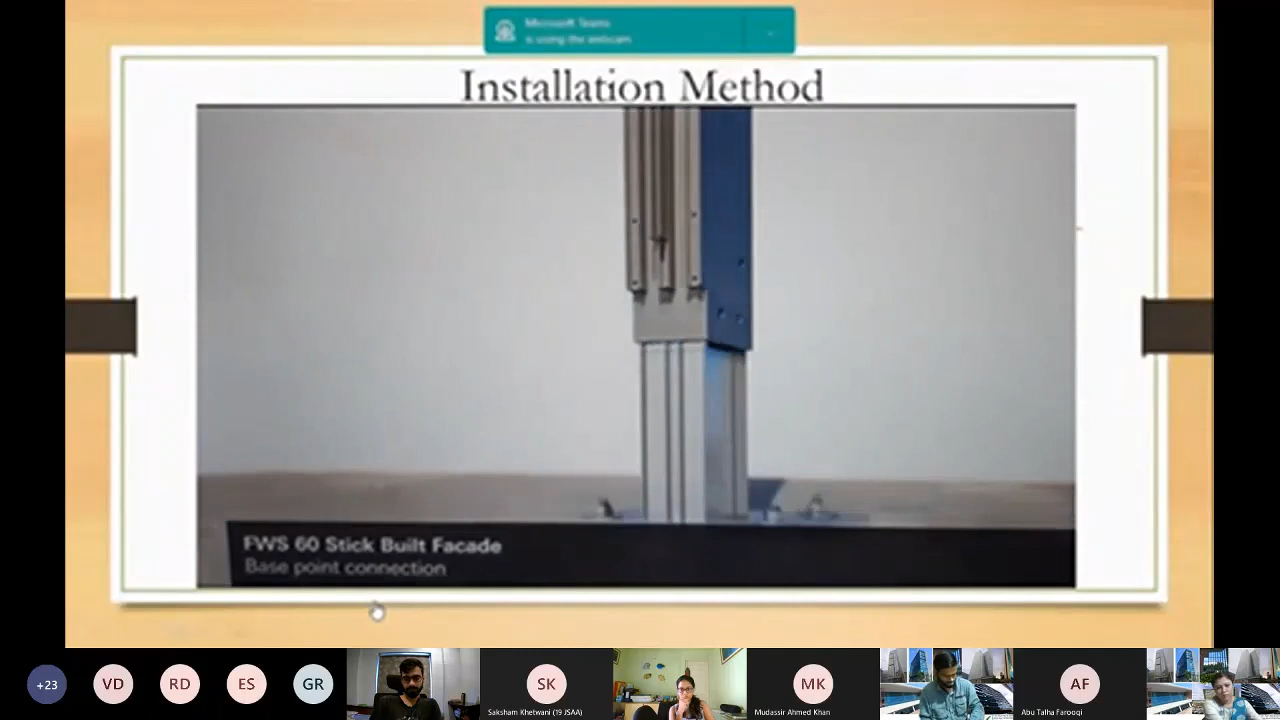 Microsoft Teams
is using the webcam
Installation Method
FWS 60 Stick Built Facade
Base point connection
+23
VD
RD
ES
GR
SK
Saksham Khetwani (19 JSAA)
MK
Mudassir Ahmed Khan
AF
Abu Talha Farooqi